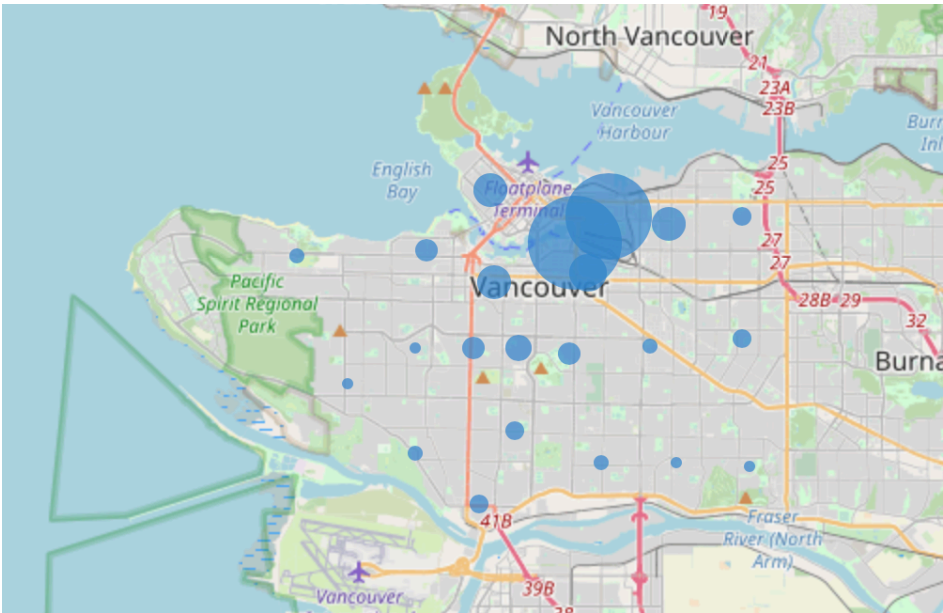 19
North Vancouver
21
23A
23B
Vancouver
Harbour
Burr
Inl
English
Bay
25
Floatplane
Terminal
25
27
27
Pacific
Spirit Regional
Park
Vancouver
28B
29
32
Burna
41B
Fraser
River (North
Arm)
39B
38
Vancouver